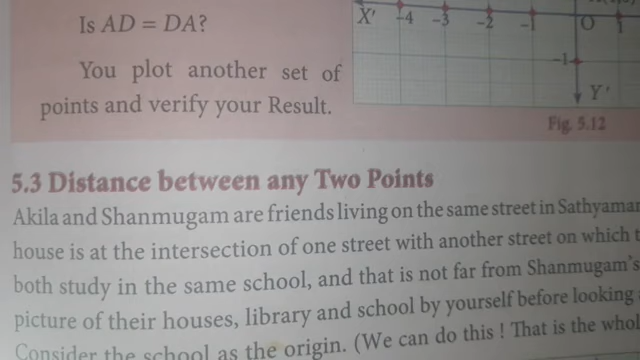 Is AD = DA?
You plot another set of
points and verify your Result.
X' -4 -3 -2 -1 O 1
-1
Y'
Fig. 5.12
5.3 Distance between any Two Points
Akila and Shanmugam are friends living on the same street in Sathyamar
house is at the intersection of one street with another street on which t
both study in the same school, and that is not far from Shanmugam's
picture of their houses, library and school by yourself before looking a
Consider the school as the origin. (We can do this ! That is the whol